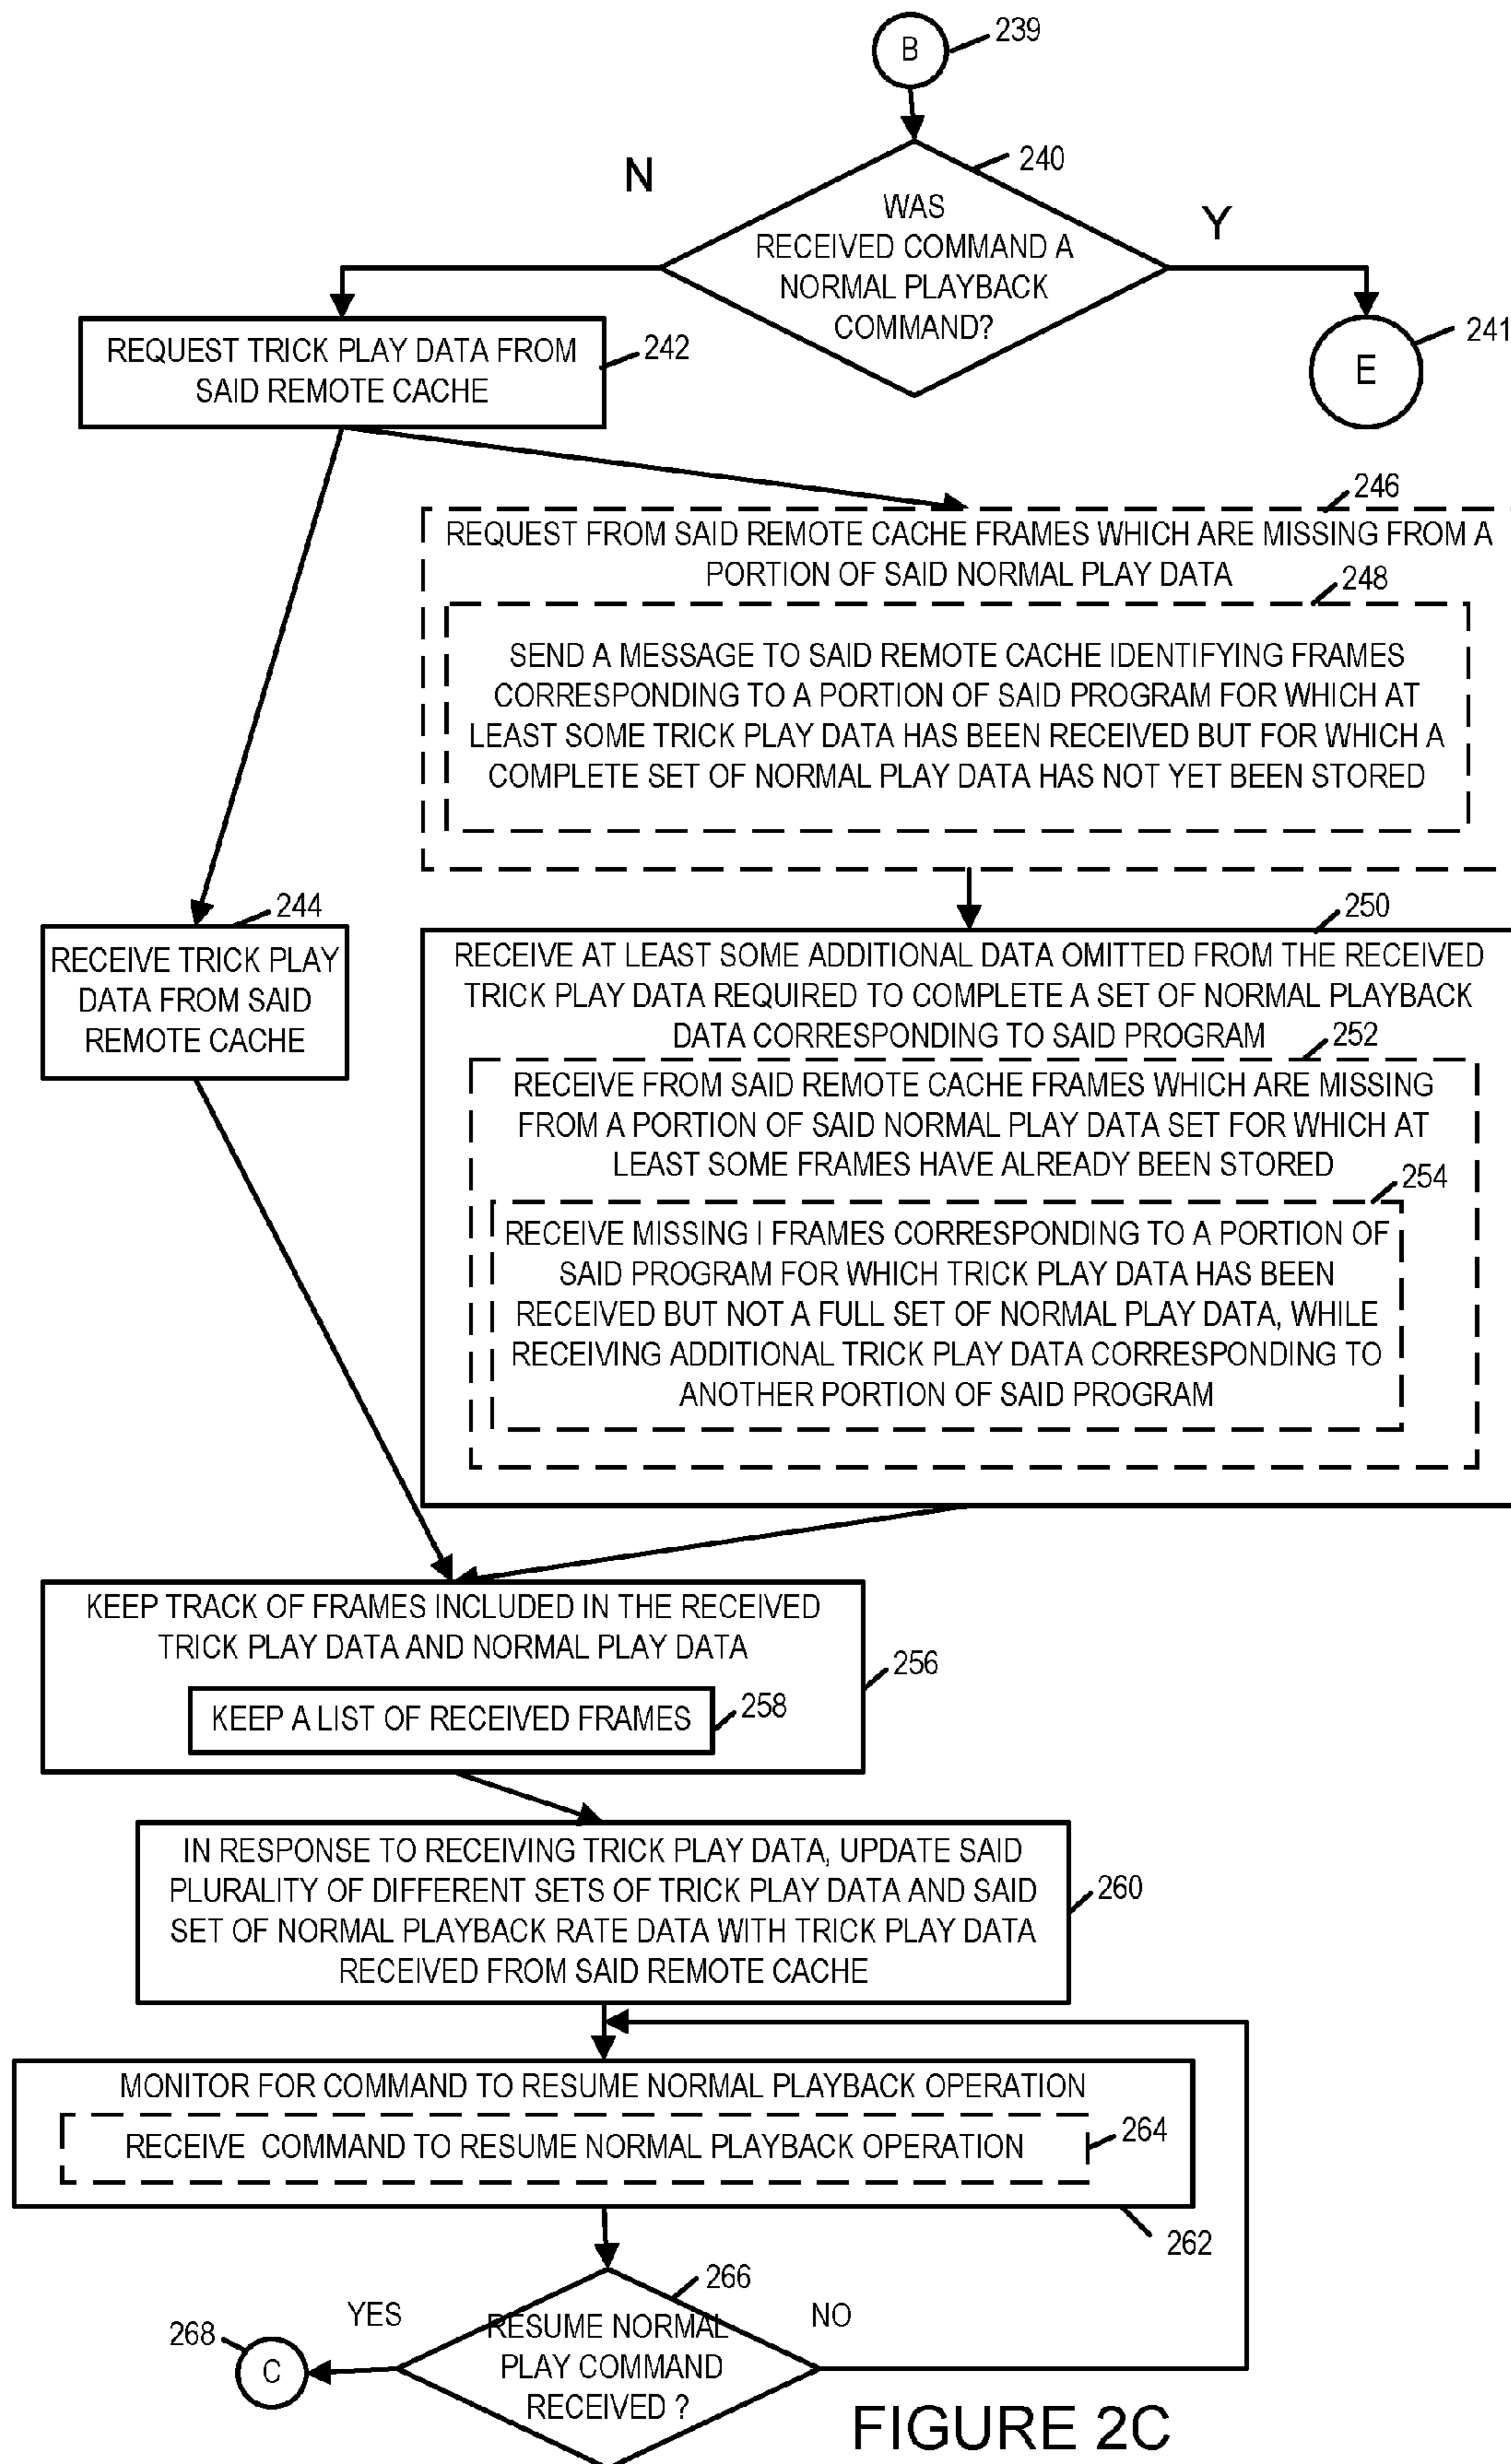 B
239
240
N
Y
WAS
RECEIVED COMMAND A
NORMAL PLAYBACK
COMMAND?
241
E
REQUEST TRICK PLAY DATA FROM
SAID REMOTE CACHE
242
246
REQUEST FROM SAID REMOTE CACHE FRAMES WHICH ARE MISSING FROM A
PORTION OF SAID NORMAL PLAY DATA
248
SEND A MESSAGE TO SAID REMOTE CACHE IDENTIFYING FRAMES
CORRESPONDING TO A PORTION OF SAID PROGRAM FOR WHICH AT
LEAST SOME TRICK PLAY DATA HAS BEEN RECEIVED BUT FOR WHICH A
COMPLETE SET OF NORMAL PLAY DATA HAS NOT YET BEEN STORED
244
RECEIVE TRICK PLAY
DATA FROM SAID
REMOTE CACHE
250
RECEIVE AT LEAST SOME ADDITIONAL DATA OMITTED FROM THE RECEIVED
TRICK PLAY DATA REQUIRED TO COMPLETE A SET OF NORMAL PLAYBACK
DATA CORRESPONDING TO SAID PROGRAM
252
RECEIVE FROM SAID REMOTE CACHE FRAMES WHICH ARE MISSING
FROM A PORTION OF SAID NORMAL PLAY DATA SET FOR WHICH AT
LEAST SOME FRAMES HAVE ALREADY BEEN STORED
254
RECEIVE MISSING I FRAMES CORRESPONDING TO A PORTION OF
SAID PROGRAM FOR WHICH TRICK PLAY DATA HAS BEEN
RECEIVED BUT NOT A FULL SET OF NORMAL PLAY DATA, WHILE
RECEIVING ADDITIONAL TRICK PLAY DATA CORRESPONDING TO
ANOTHER PORTION OF SAID PROGRAM
KEEP TRACK OF FRAMES INCLUDED IN THE RECEIVED
TRICK PLAY DATA AND NORMAL PLAY DATA
256
KEEP A LIST OF RECEIVED FRAMES
258
IN RESPONSE TO RECEIVING TRICK PLAY DATA, UPDATE SAID
PLURALITY OF DIFFERENT SETS OF TRICK PLAY DATA AND SAID
SET OF NORMAL PLAYBACK RATE DATA WITH TRICK PLAY DATA
RECEIVED FROM SAID REMOTE CACHE
260
MONITOR FOR COMMAND TO RESUME NORMAL PLAYBACK OPERATION
RECEIVE COMMAND TO RESUME NORMAL PLAYBACK OPERATION
264
262
266
YES
NO
RESUME NORMAL
PLAY COMMAND
RECEIVED ?
268
C
FIGURE 2C